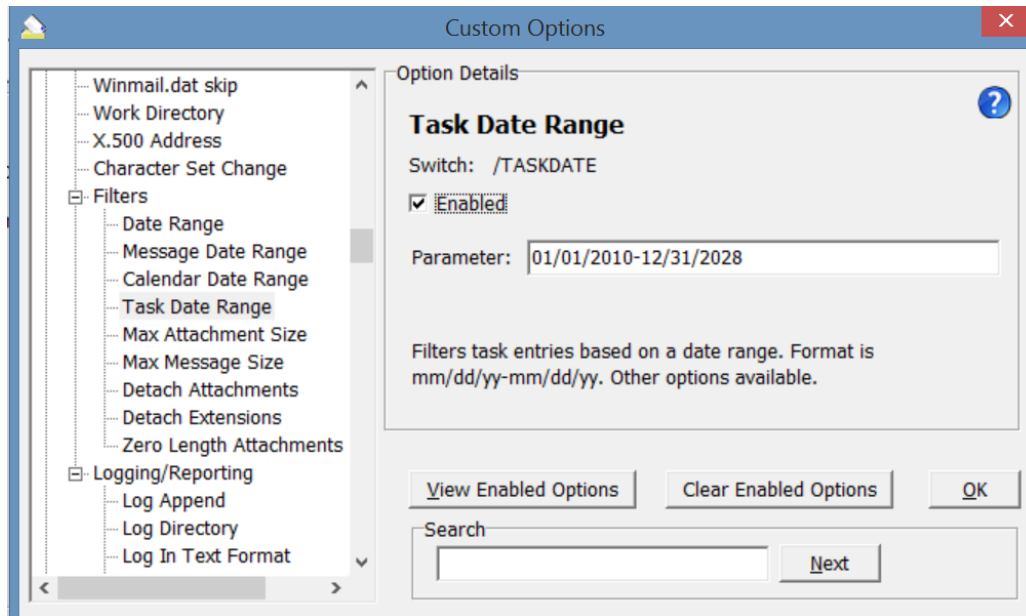 Custom Options
Winmail.dat skip
Work Directory
X.500 Address
Character Set Change
Filters
Date Range
Message Date Range
Calendar Date Range
Task Date Range
Max Attachment Size
Max Message Size
Detach Attachments
Detach Extensions
Zero Length Attachments
Logging/Reporting
Log Append
Log Directory
Log In Text Format
Option Details
Task Date Range
Switch: /TASKDATE
Enabled
Parameter: 01/01/2010-12/31/2028
Filters task entries based on a date range. Format is
mm/dd/yy-mm/dd/yy. Other options available.
View Enabled Options Clear Enabled Options OK
Search
Next